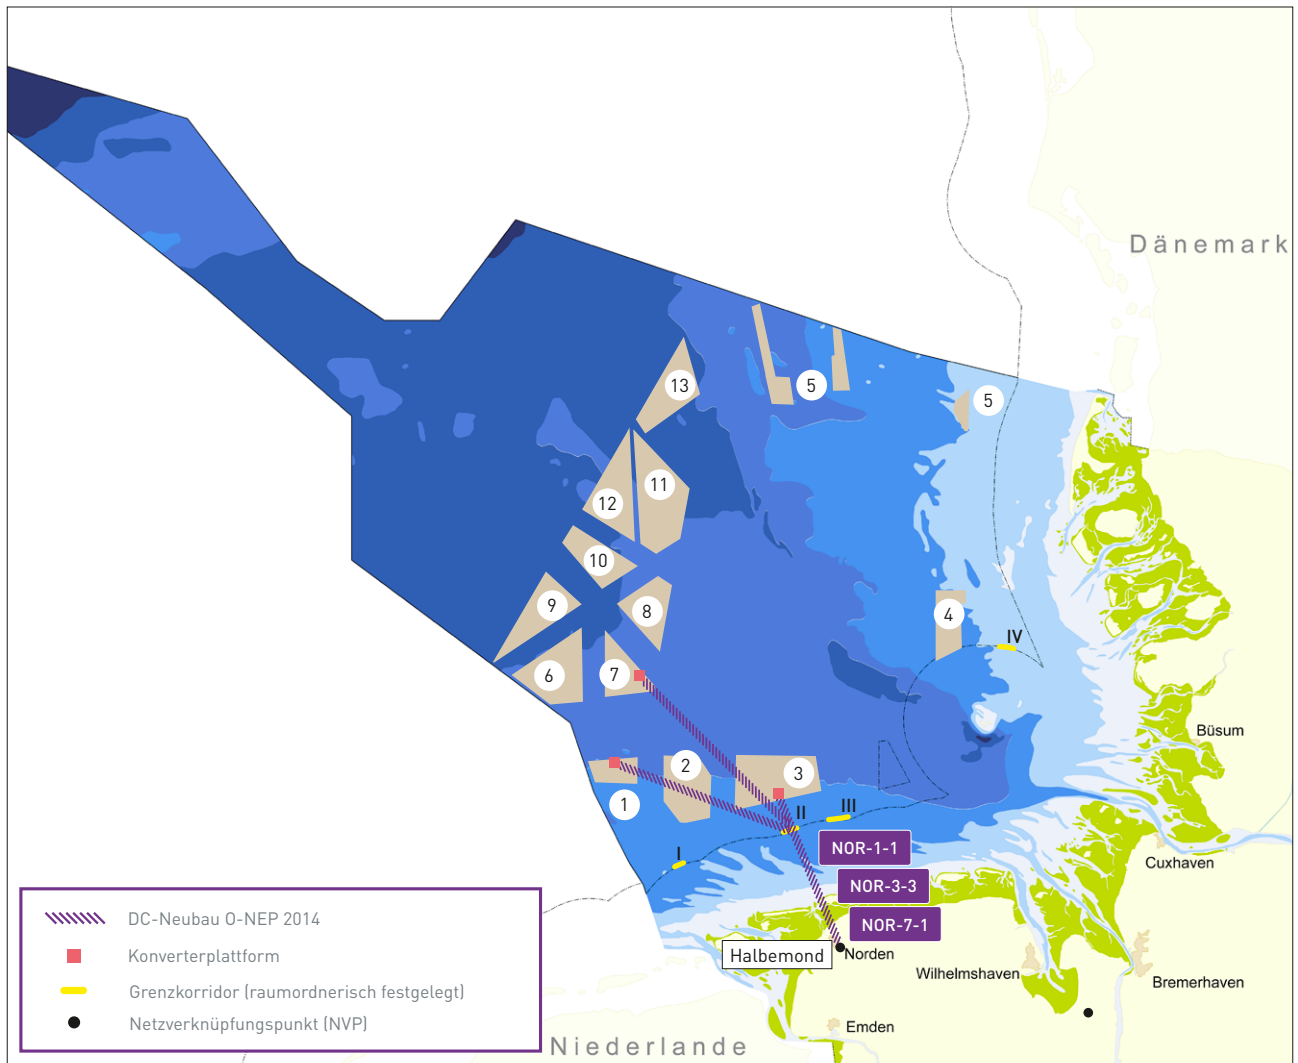 Dänemark
13
5
5
11
12
10
9
8
4
IV
6
7
Büsum
2
3
1
II
III
NOR-1-1
I
Cuxhaven
NOR-3-3
DC-Neubau O-NEP 2014
NOR-7-1
Konverterplattform
Halbemond
Norden
Wilhelmshaven
Bremerhaven
Grenzkorridor (raumordnerisch festgelegt)
Netzverknüpfungspunkt (NVP)
Emden
Niederlande